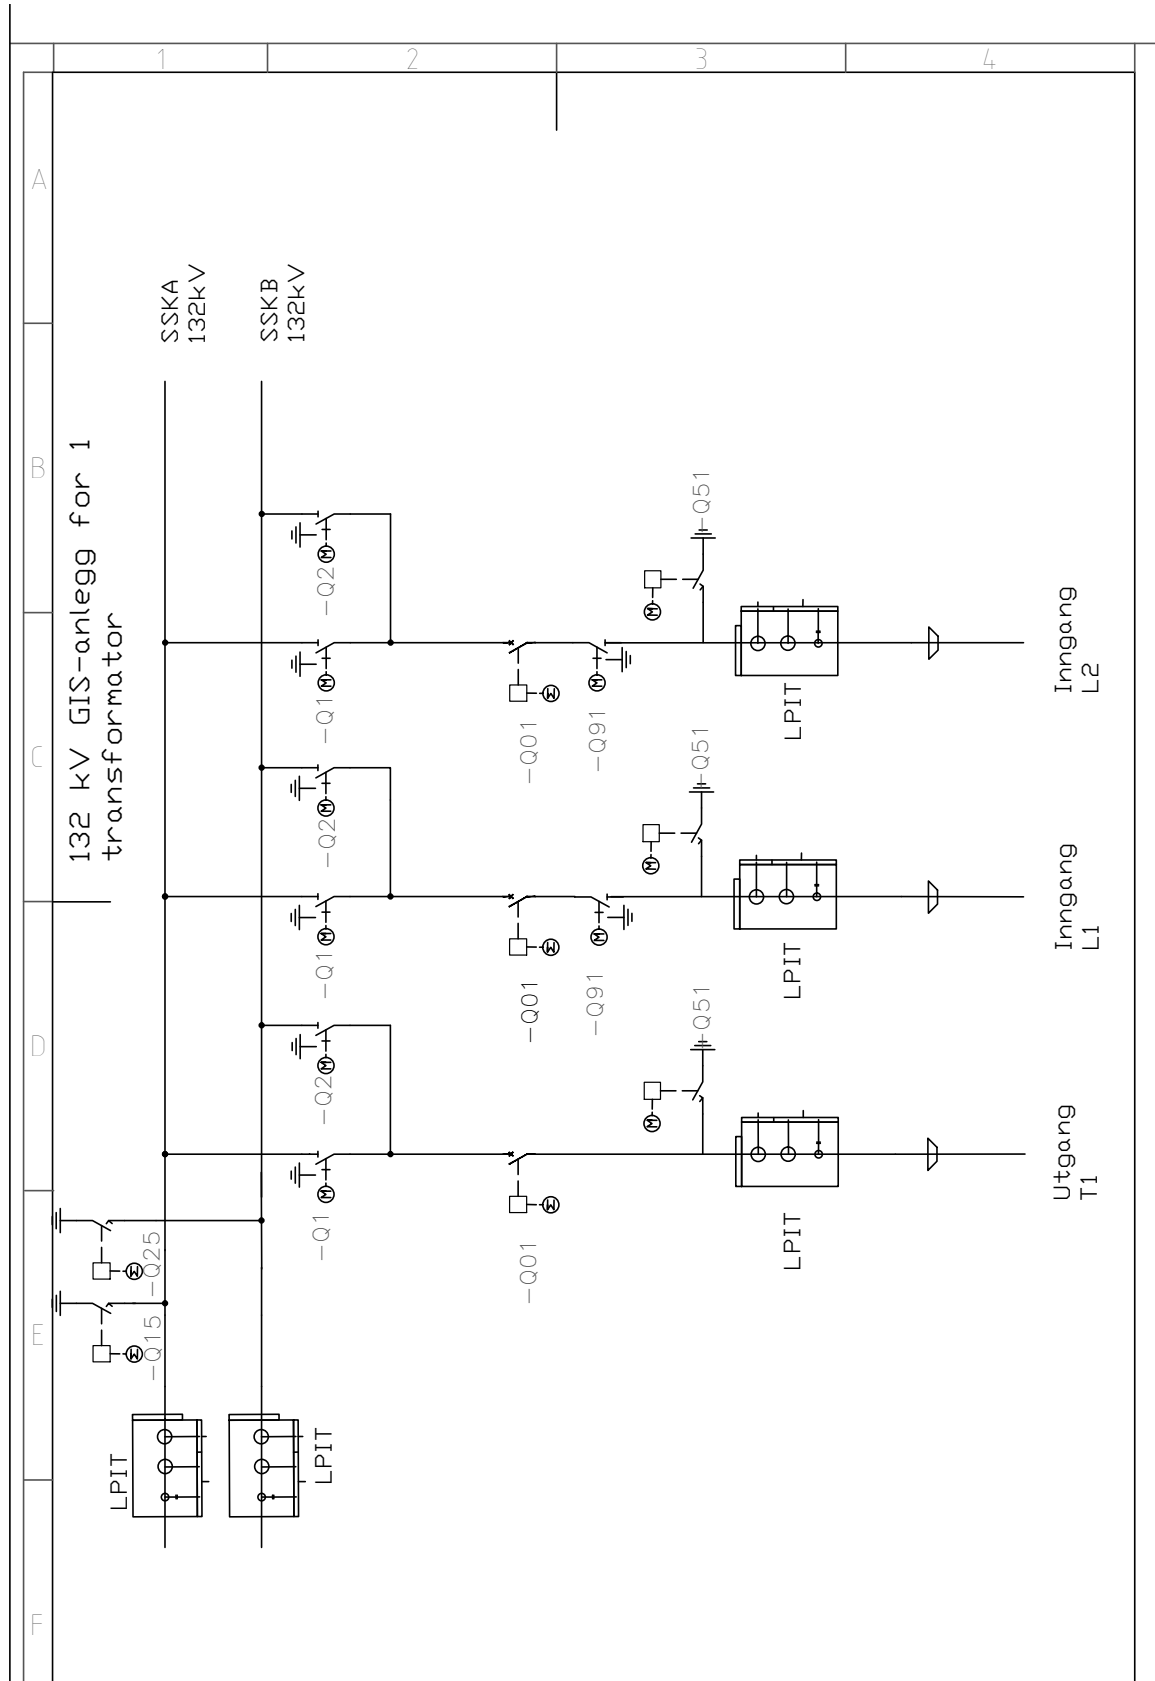 1
2
3
4
A
B
C
D
E
F
132 kV GIS-anlegg for 1
transformator
SSKA
132kV
SSKB
132kV
-Q2
M
-Q1
M
-Q01
M
-Q91
M
-Q51
M
LPIT
Inngang
L2
-Q2
M
-Q1
M
-Q01
M
-Q91
M
-Q51
M
LPIT
Inngang
L1
-Q2
M
-Q1
M
-Q01
M
-Q51
M
LPIT
Utgang
T1
-Q25
M
-Q15
M
LPIT
LPIT